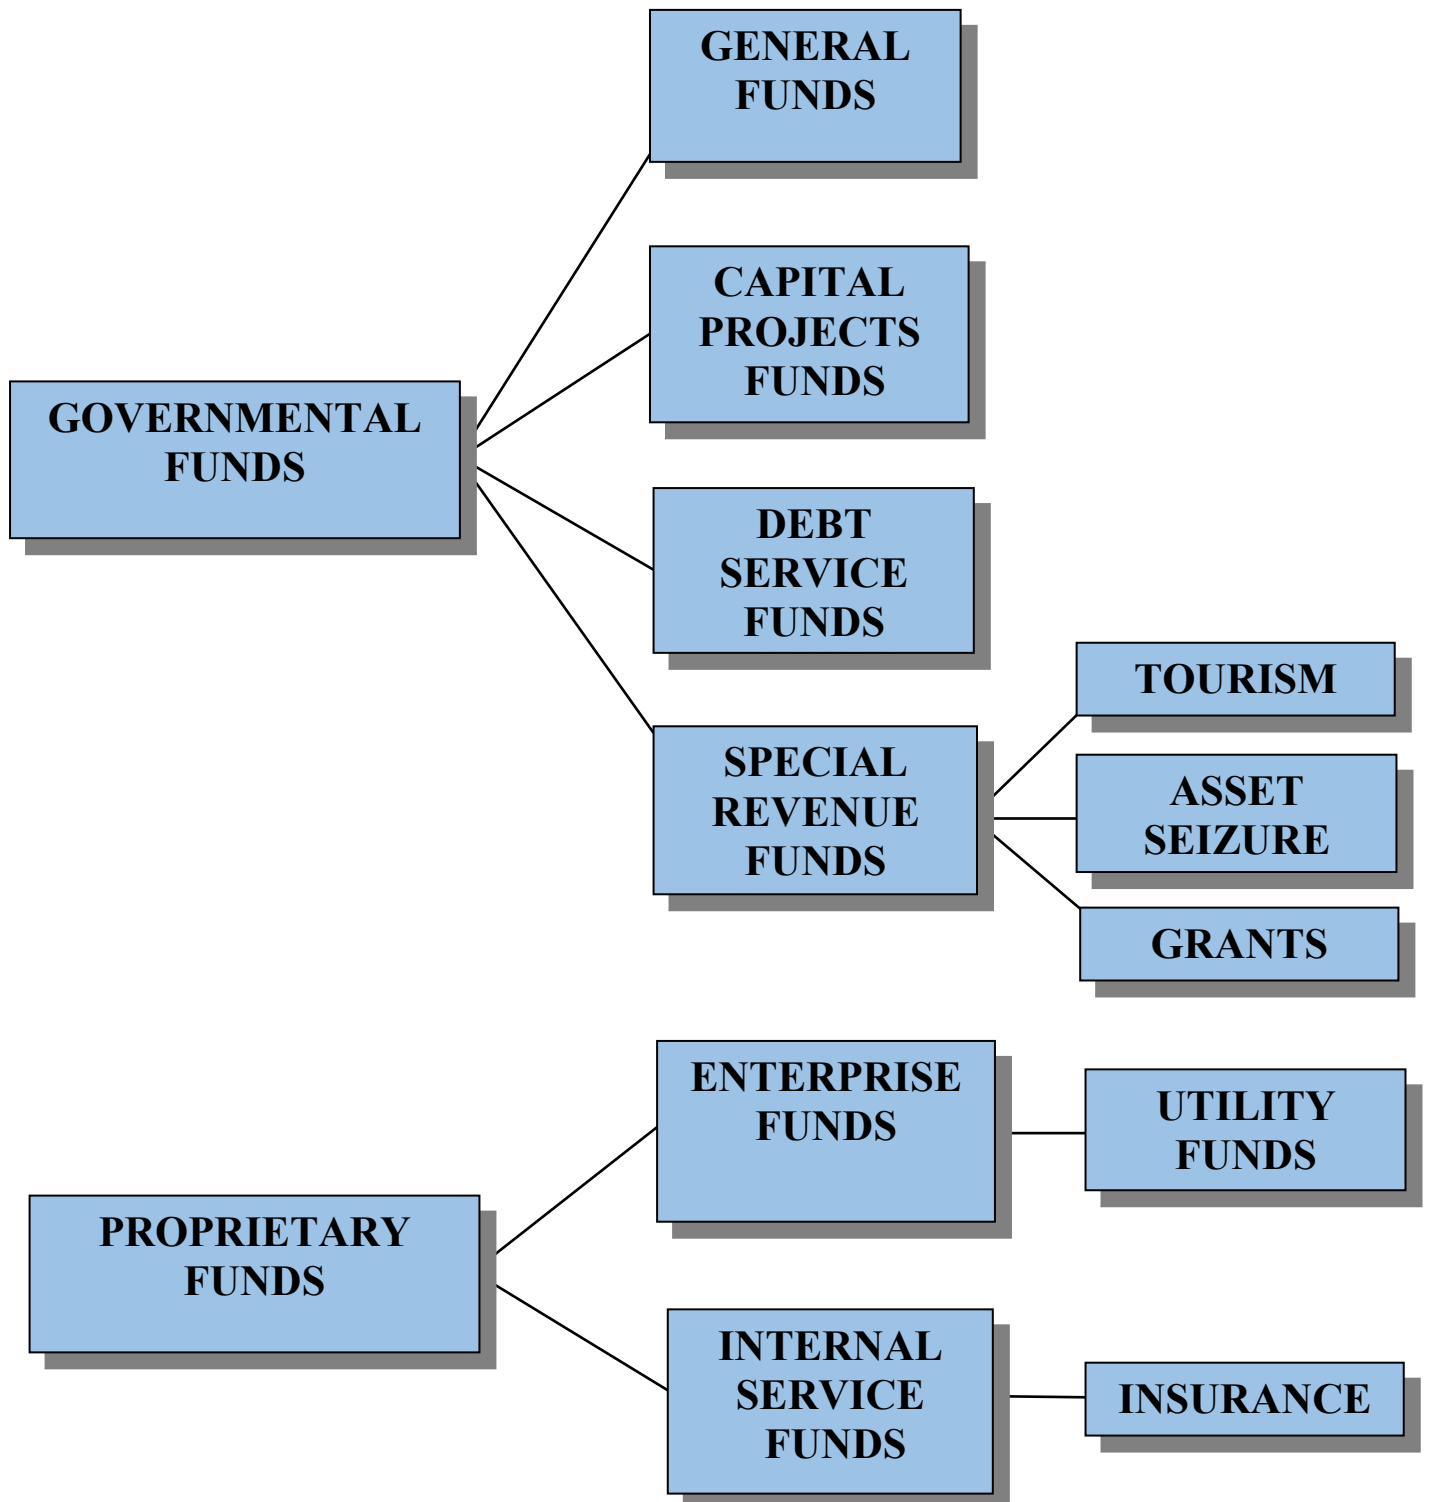 GENERAL
FUNDS
CAPITAL
PROJECTS
FUNDS
GOVERNMENTAL
FUNDS
DEBT
SERVICE
FUNDS
TOURISM
SPECIAL
REVENUE
FUNDS
ASSET
SEIZURE
GRANTS
ENTERPRISE
FUNDS
UTILITY
FUNDS
PROPRIETARY
FUNDS
INTERNAL
SERVICE
FUNDS
INSURANCE